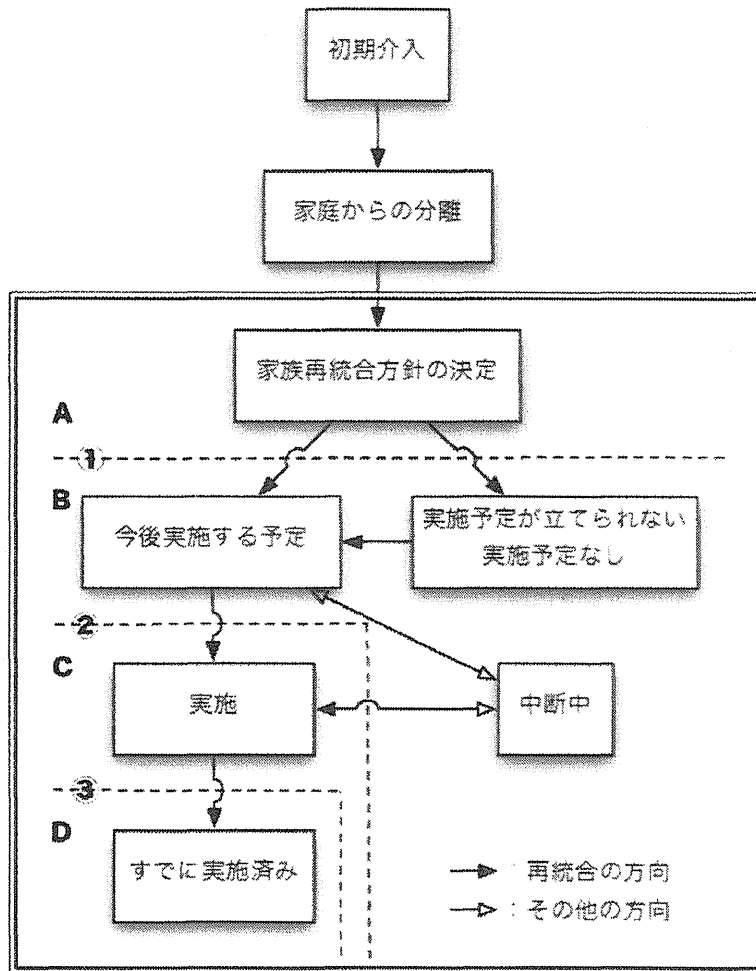 初期介入
家庭からの分離
家族再統合方針の決定
A
1
B
今後実施する予定
実施予定が立てられない
実施予定なし
2
C
実施
中断中
3
D
すでに実施済み
：再統合の方向
：その他の方向